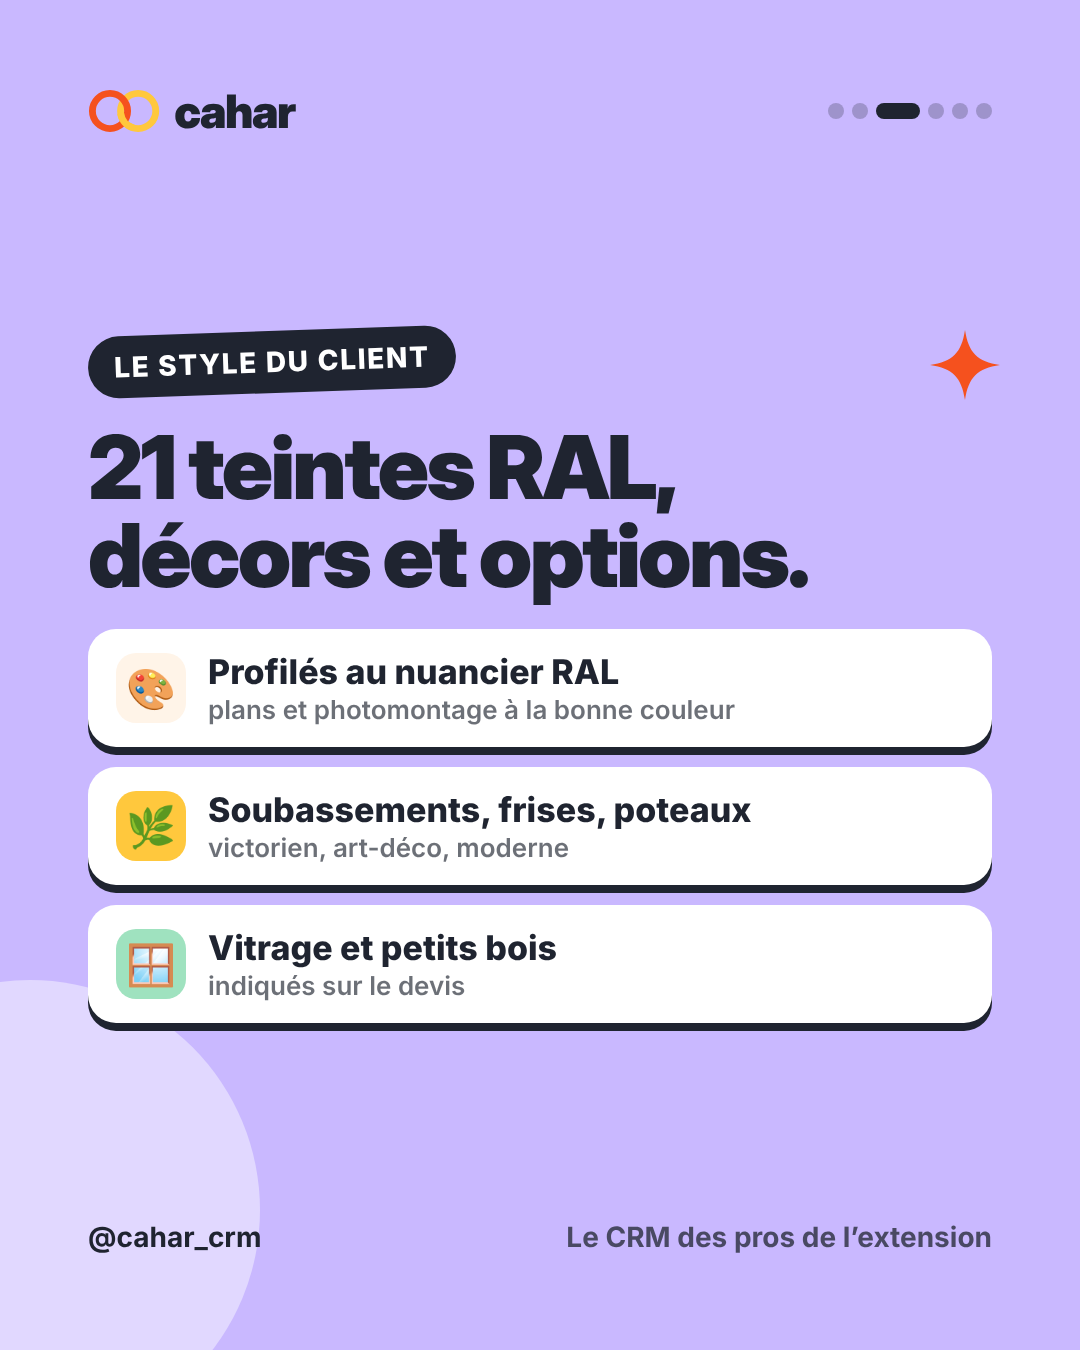 cahar
LE STYLE DU CLIENT
21 teintes RAL,
décors et options.
Profilés au nuancier RAL
plans et photomontage à la bonne couleur
Soubassements, frises, poteaux
victorien, art-déco, moderne
Vitrage et petits bois
indiqués sur le devis
@cahar_crm
Le CRM des pros de l’extension